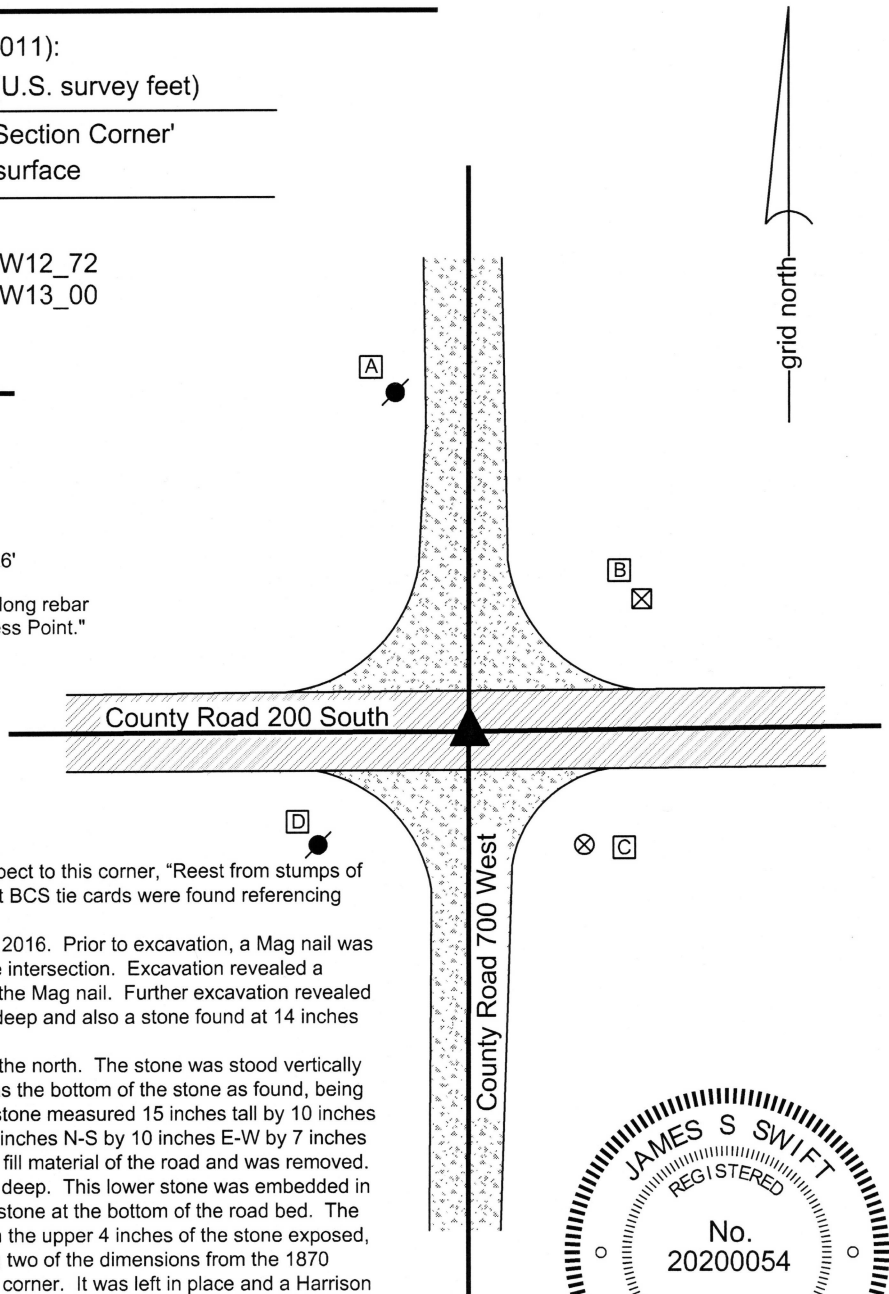 011):
U.S. survey feet)
Section Corner'
surface
W12_72
W13_00
grid north
A
B
6'
long rebar
ess Point."
County Road 200 South
D
C
County Road 700 West
pect to this corner, “Reest from stumps of
t BCS tie cards were found referencing
2016. Prior to excavation, a Mag nail was
e intersection. Excavation revealed a
the Mag nail. Further excavation revealed
deep and also a stone found at 14 inches
the north. The stone was stood vertically
as the bottom of the stone as found, being
stone measured 15 inches tall by 10 inches
inches N-S by 10 inches E-W by 7 inches
fill material of the road and was removed.
deep. This lower stone was embedded in
stone at the bottom of the road bed. The
the upper 4 inches of the stone exposed,
two of the dimensions from the 1870
corner. It was left in place and a Harrison
JAMES S SWIFT
REGISTERED
No.
20200054